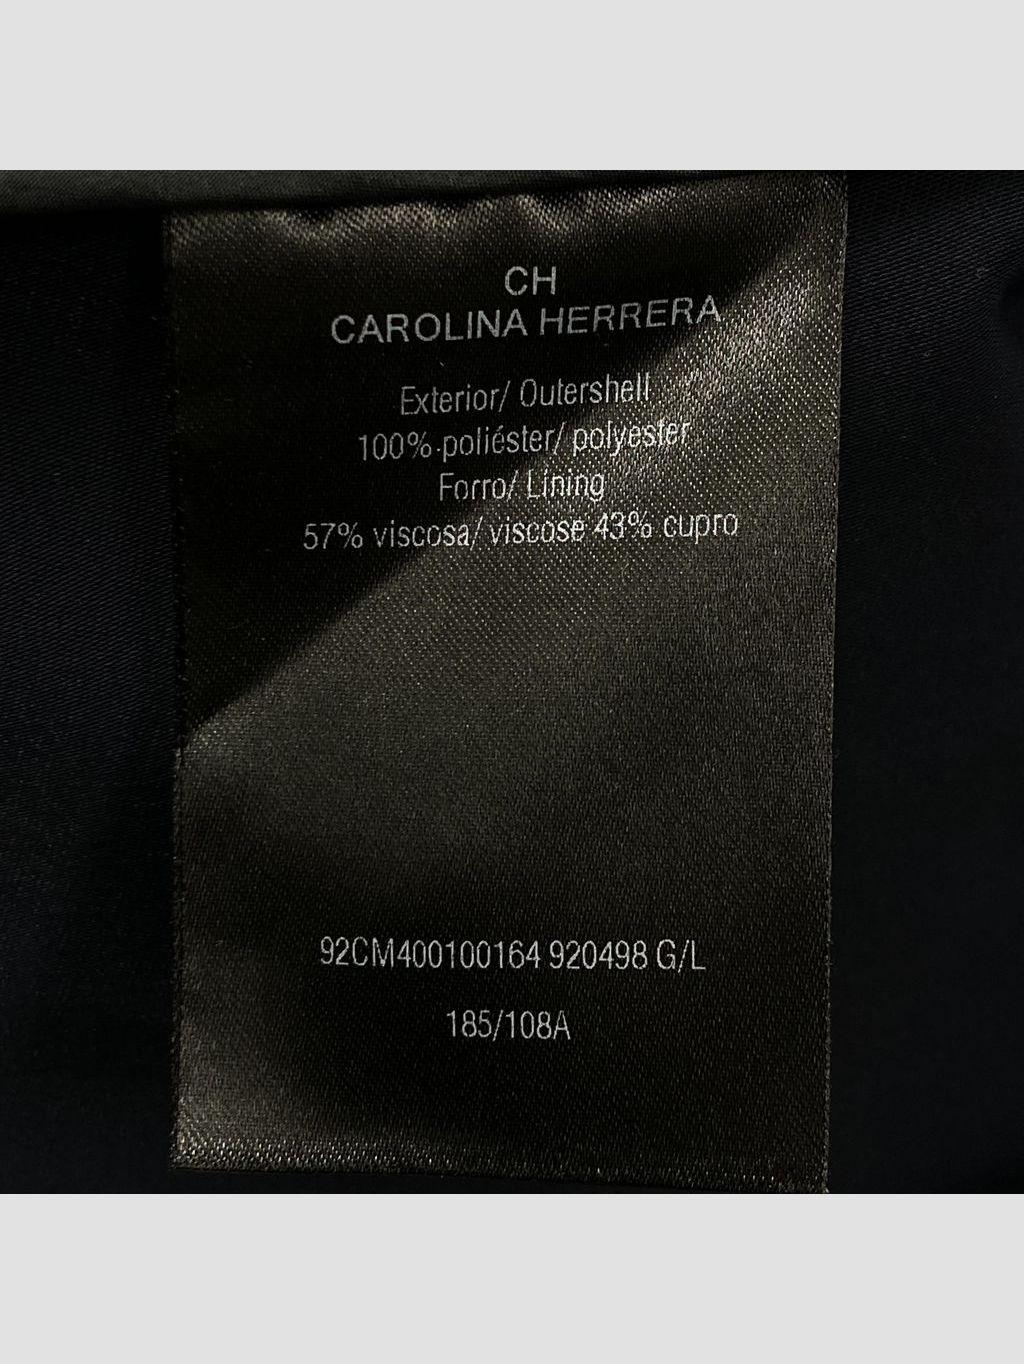 CH
CAROLINA HERRERA
Exterior/ Outershell
100% poliéster/ polyester
Forro/ Lining
57% viscosa/ viscose 43% cupro
92CM400100164 920498 G/L
185/108A